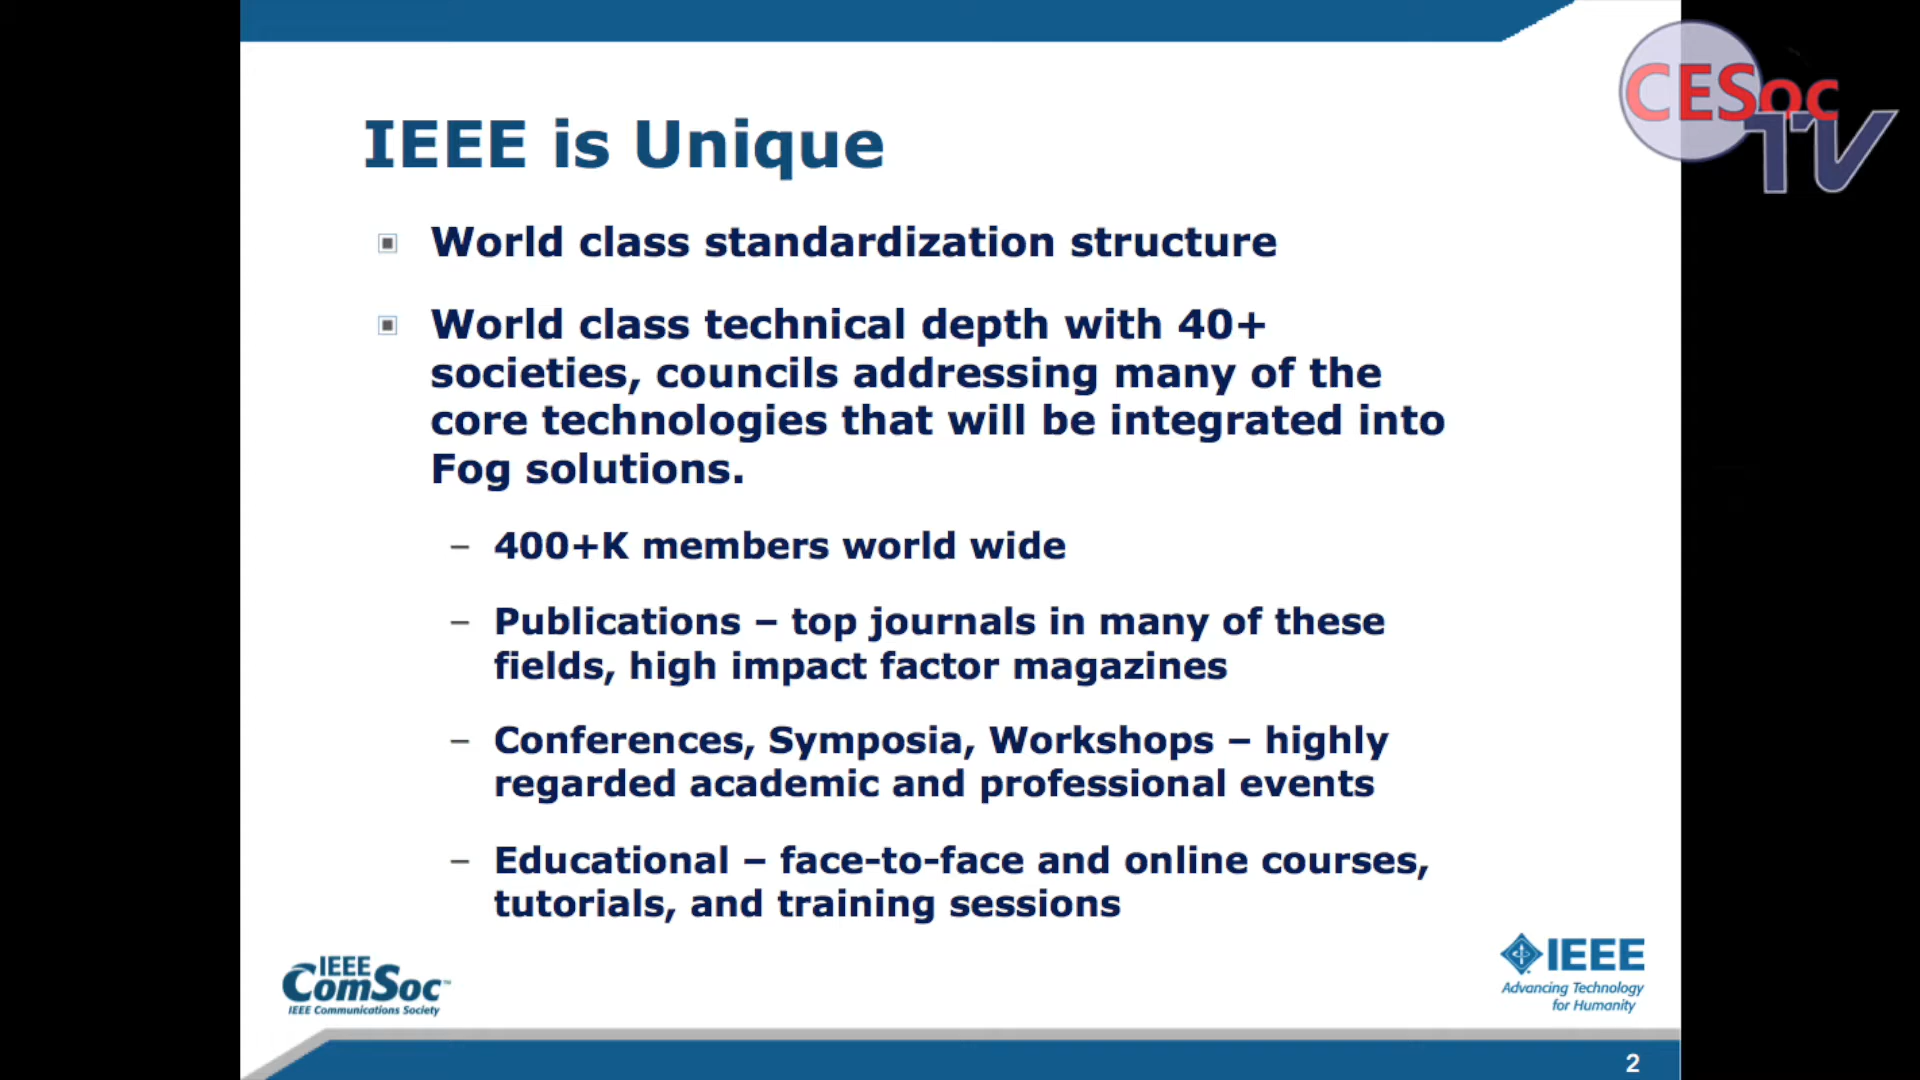 CESoc
TV
IEEE is Unique
World class standardization structure
World class technical depth with 40+
societies, councils addressing many of the
core technologies that will be integrated into
Fog solutions.
– 400+K members world wide
– Publications – top journals in many of these
fields, high impact factor magazines
– Conferences, Symposia, Workshops – highly
regarded academic and professional events
– Educational – face-to-face and online courses,
tutorials, and training sessions
IEEE
ComSoc™
IEEE Communications Society
IEEE
Advancing Technology
for Humanity
2